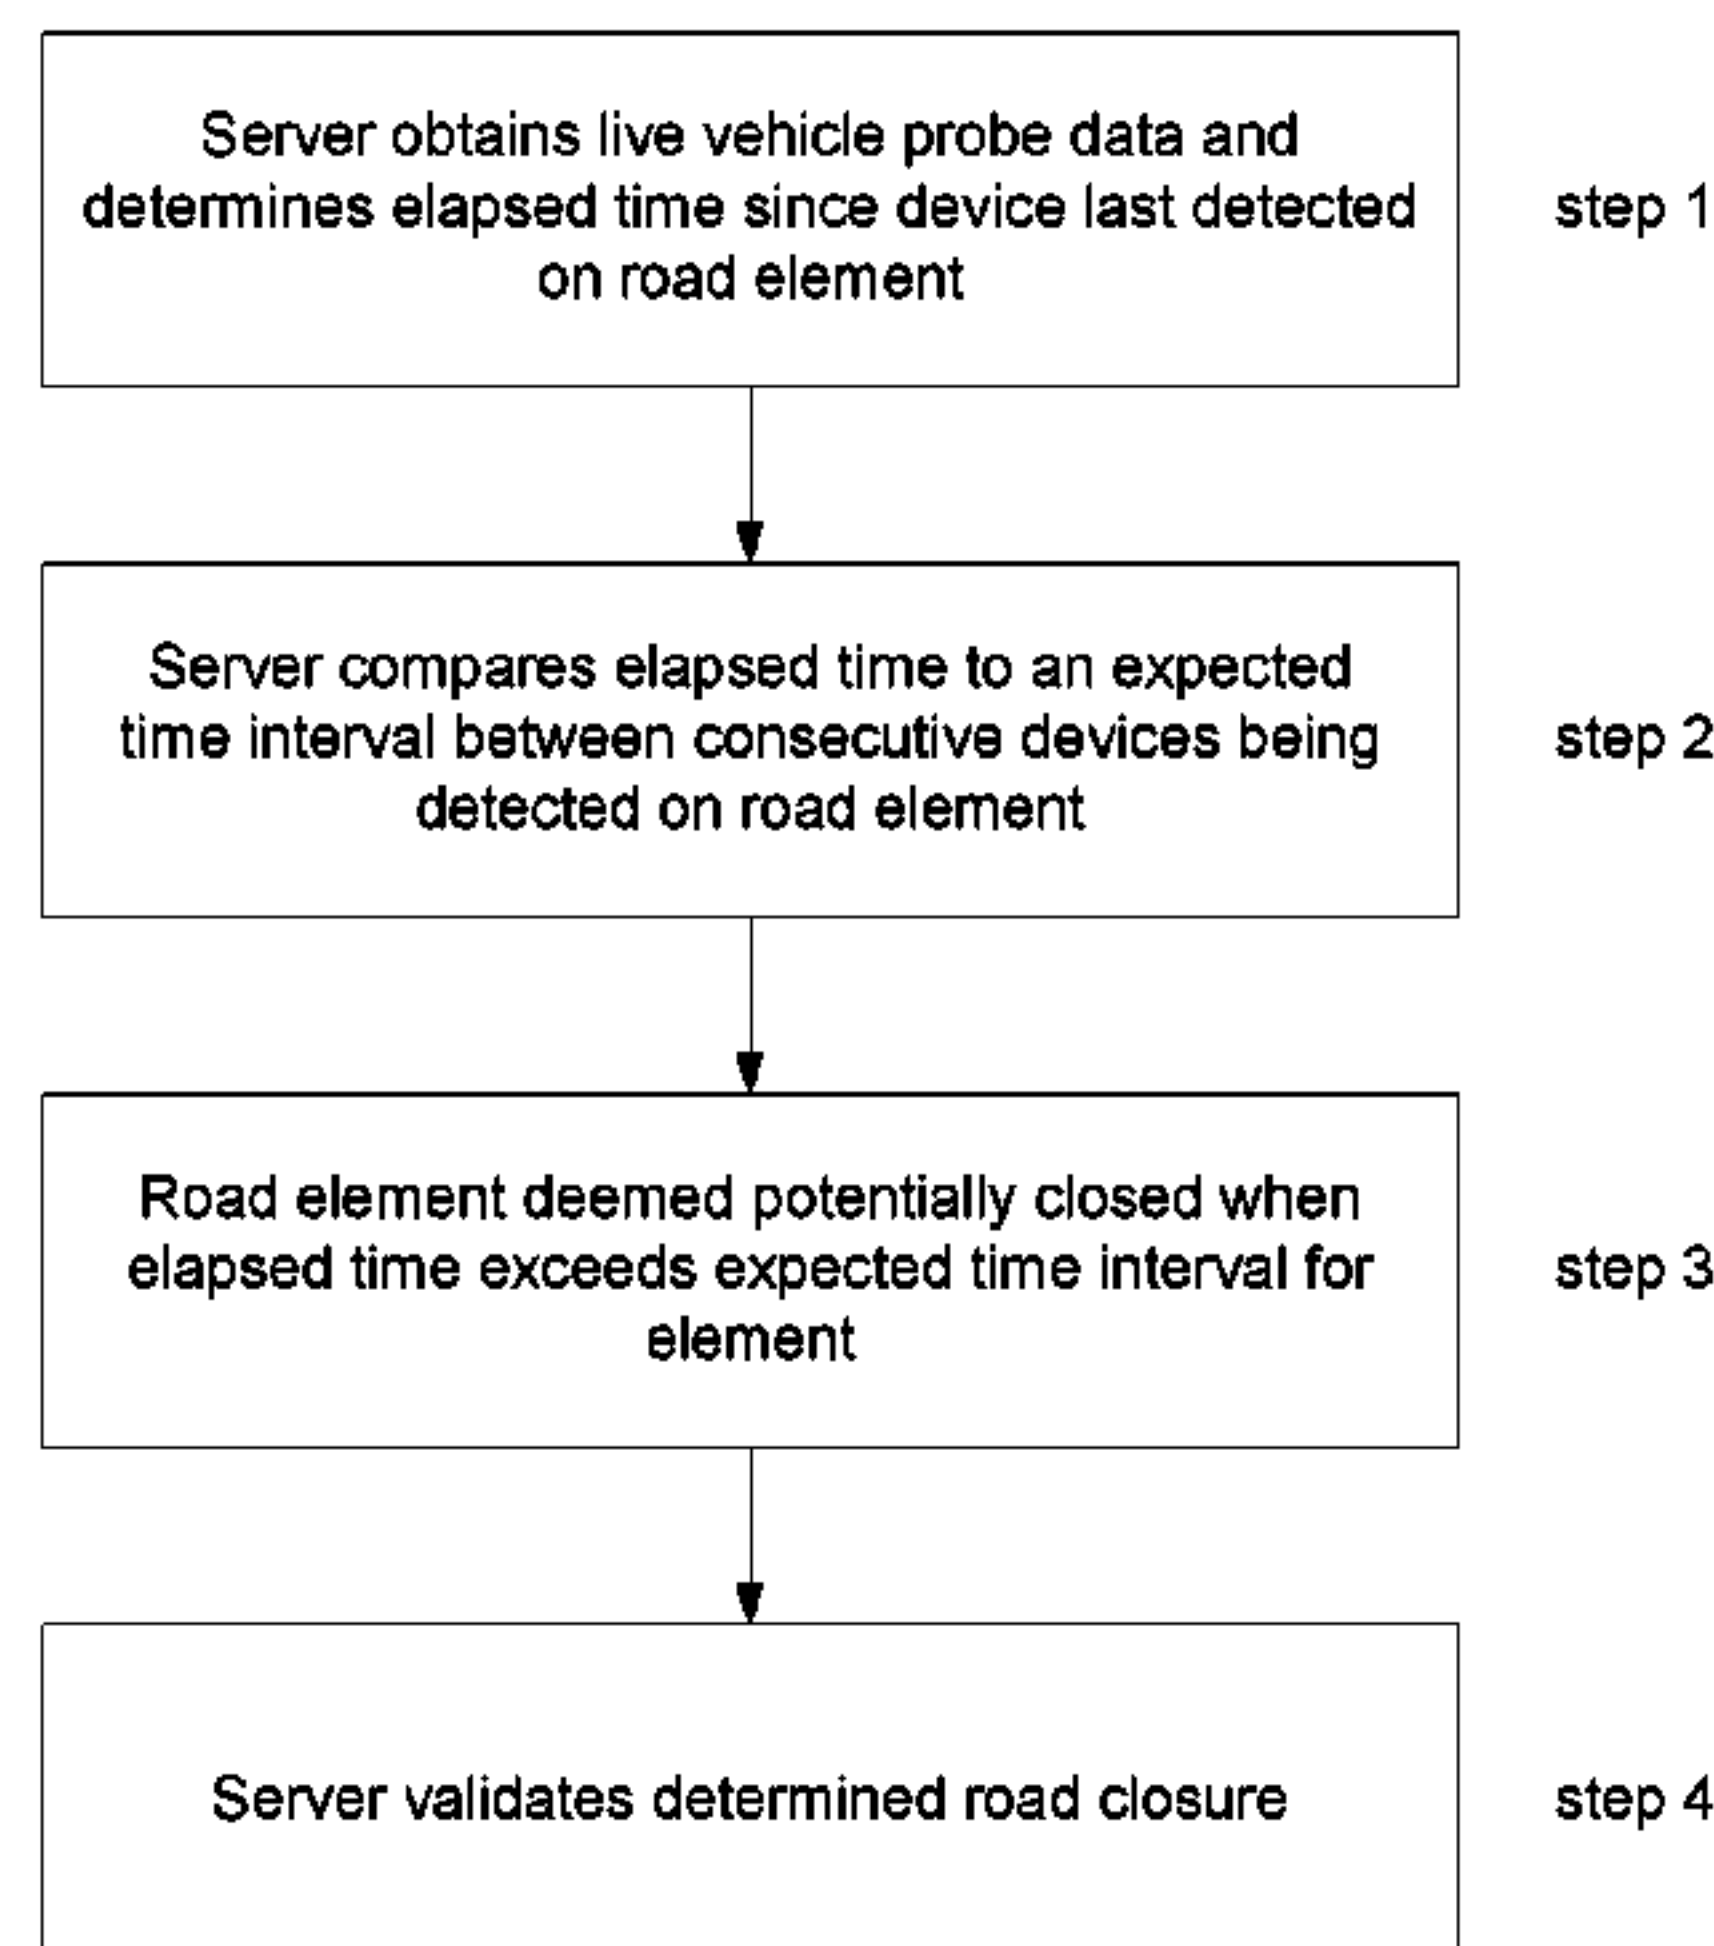 Server obtains live vehicle probe data and
determines elapsed time since device last detected
on road element
step 1
Server compares elapsed time to an expected
time interval between consecutive devices being
detected on road element
step 2
Road element deemed potentially closed when
elapsed time exceeds expected time interval for
element
step 3
Server validates determined road closure
step 4